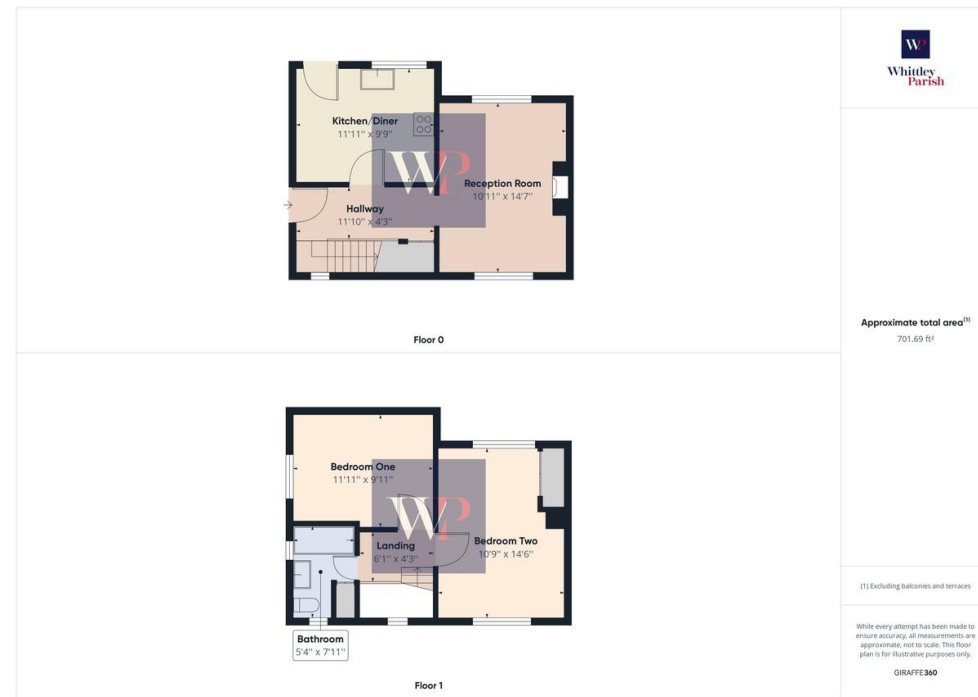 Kitchen/Diner
11'11" x 9'9"
Reception Room
10'11" x 14'7"
Hallway
11'10" x 4'3"
WP
Floor 0
Bedroom One
11'11" x 9'11"
Landing
6'1" x 4'3"
Bedroom Two
10'9" x 14'6"
WP
Bathroom
5'4" x 7'11"
Floor 1
WP
Whittley
Parish
Approximate total area(1)
701.69 ft²
(1) Excluding balconies and terraces
While every attempt has been made to
ensure accuracy, all measurements are
approximate, not to scale. This floor
plan is for illustrative purposes only.
GIRAFFE360